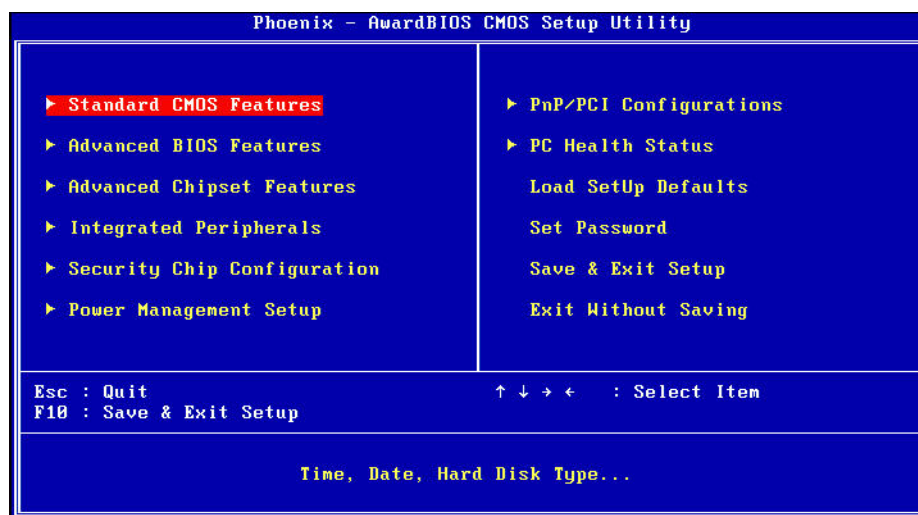 Phoenix - AwardBIOS CMOS Setup Utility
▶ Standard CMOS Features
▶ Advanced BIOS Features
▶ Advanced Chipset Features
▶ Integrated Peripherals
▶ Security Chip Configuration
▶ Power Management Setup
▶ PnP/PCI Configurations
▶ PC Health Status
Load SetUp Defaults
Set Password
Save & Exit Setup
Exit Without Saving
Esc : Quit
F10 : Save & Exit Setup
↑ ↓ → ← : Select Item
Time, Date, Hard Disk Type...